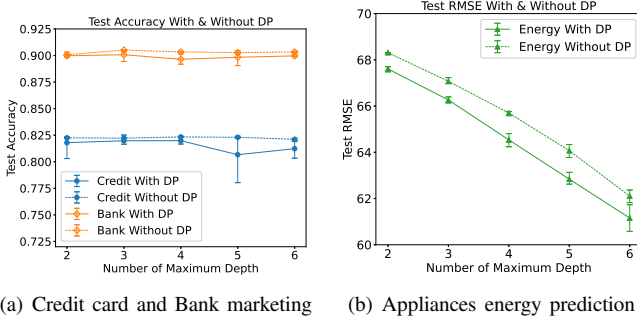 Test Accuracy With & Without DP
0.925
0.900
0.875
0.850
0.825
0.800
0.775
0.750
0.725
Test Accuracy
Credit With DP
Credit Without DP
Bank With DP
Bank Without DP
2 3 4 5 6
Number of Maximum Depth
(a) Credit card and Bank marketing
Test RMSE With & Without DP
70
68
66
64
62
60
Test RMSE
Energy With DP
Energy Without DP
2 3 4 5 6
Number of Maximum Depth
(b) Appliances energy prediction